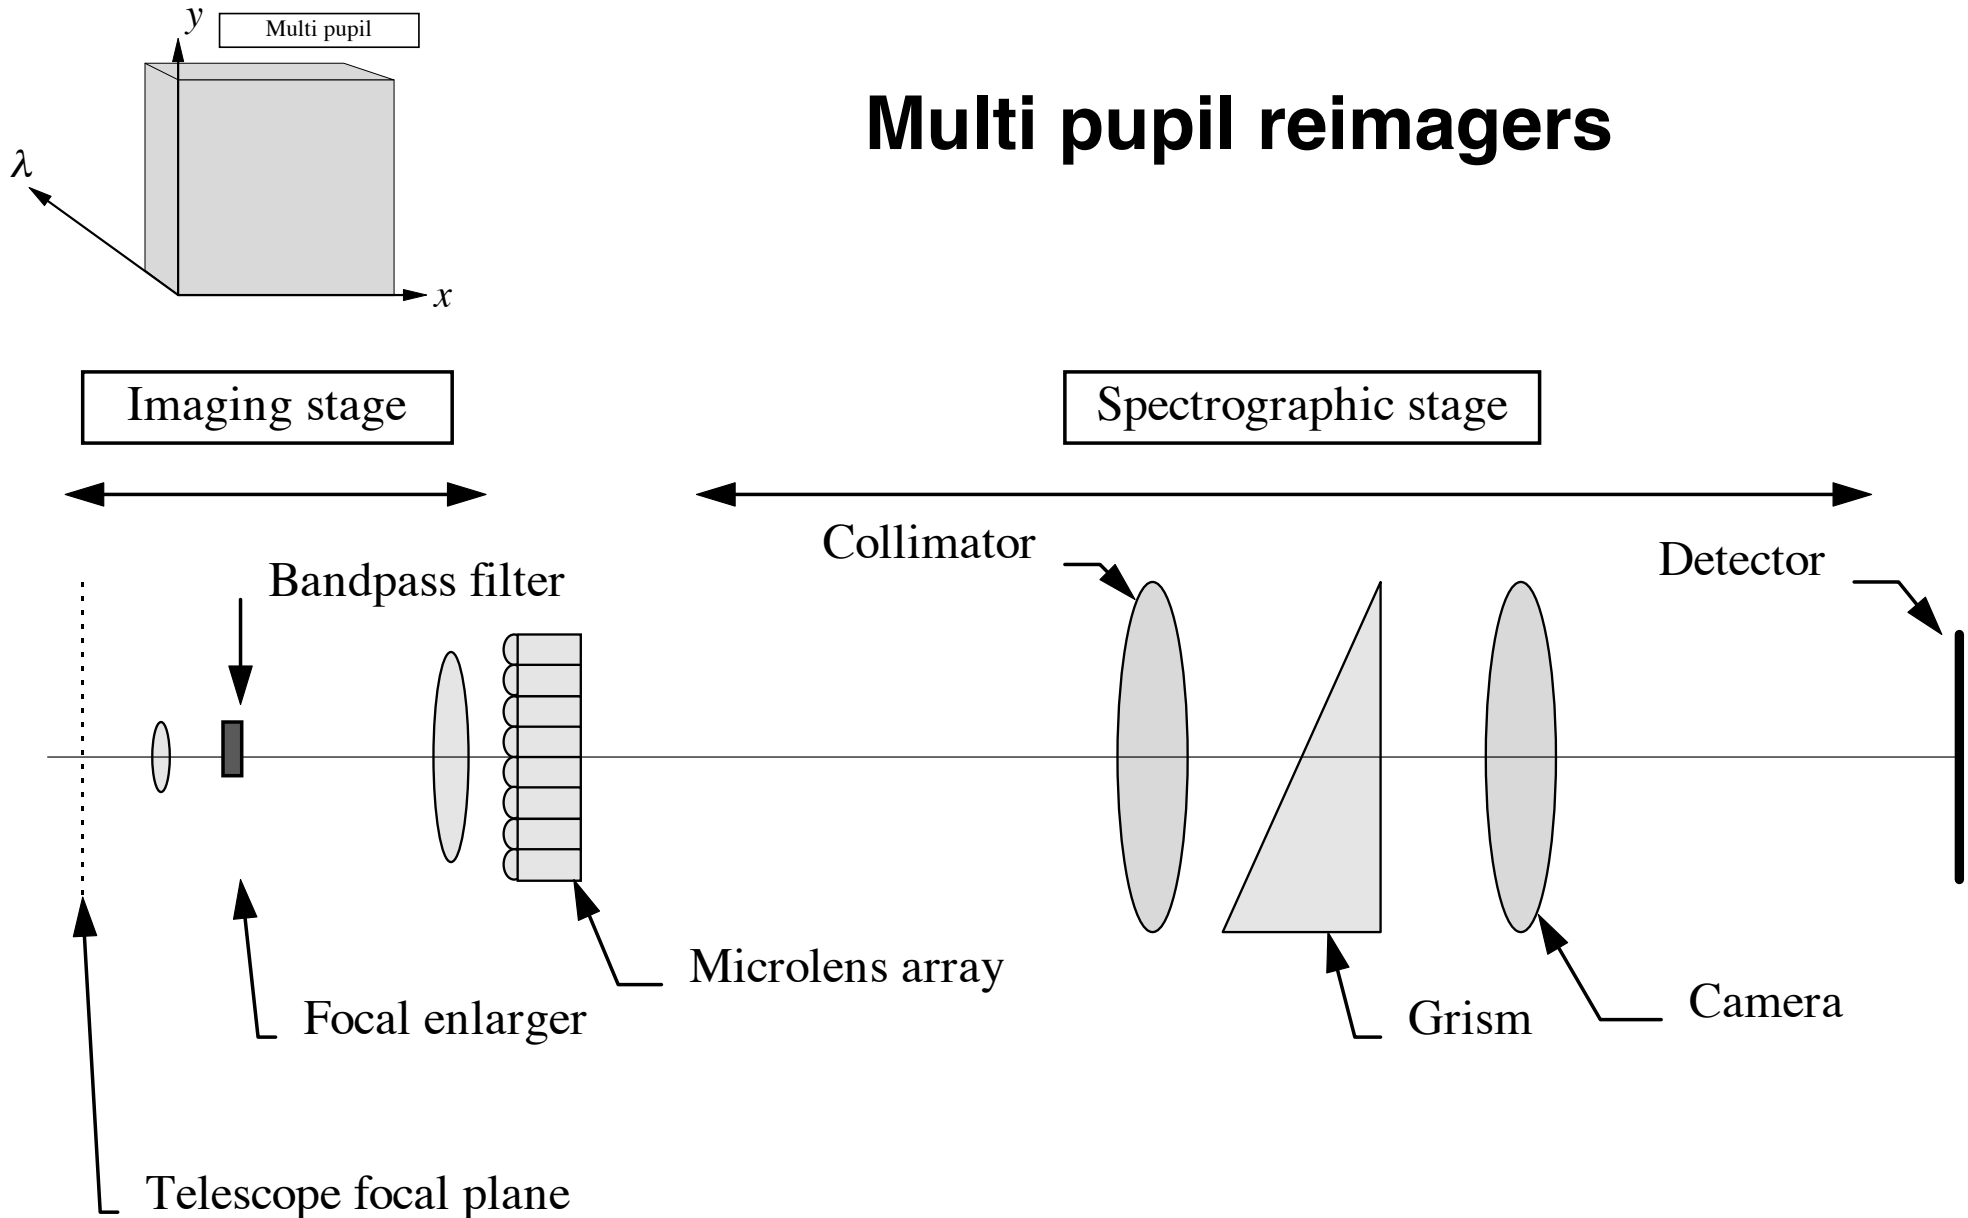 y
Multi pupil
Multi pupil reimagers
λ
x
Imaging stage
Spectrographic stage
Collimator
Detector
Bandpass filter
Microlens array
Focal enlarger
Grism
Camera
Telescope focal plane